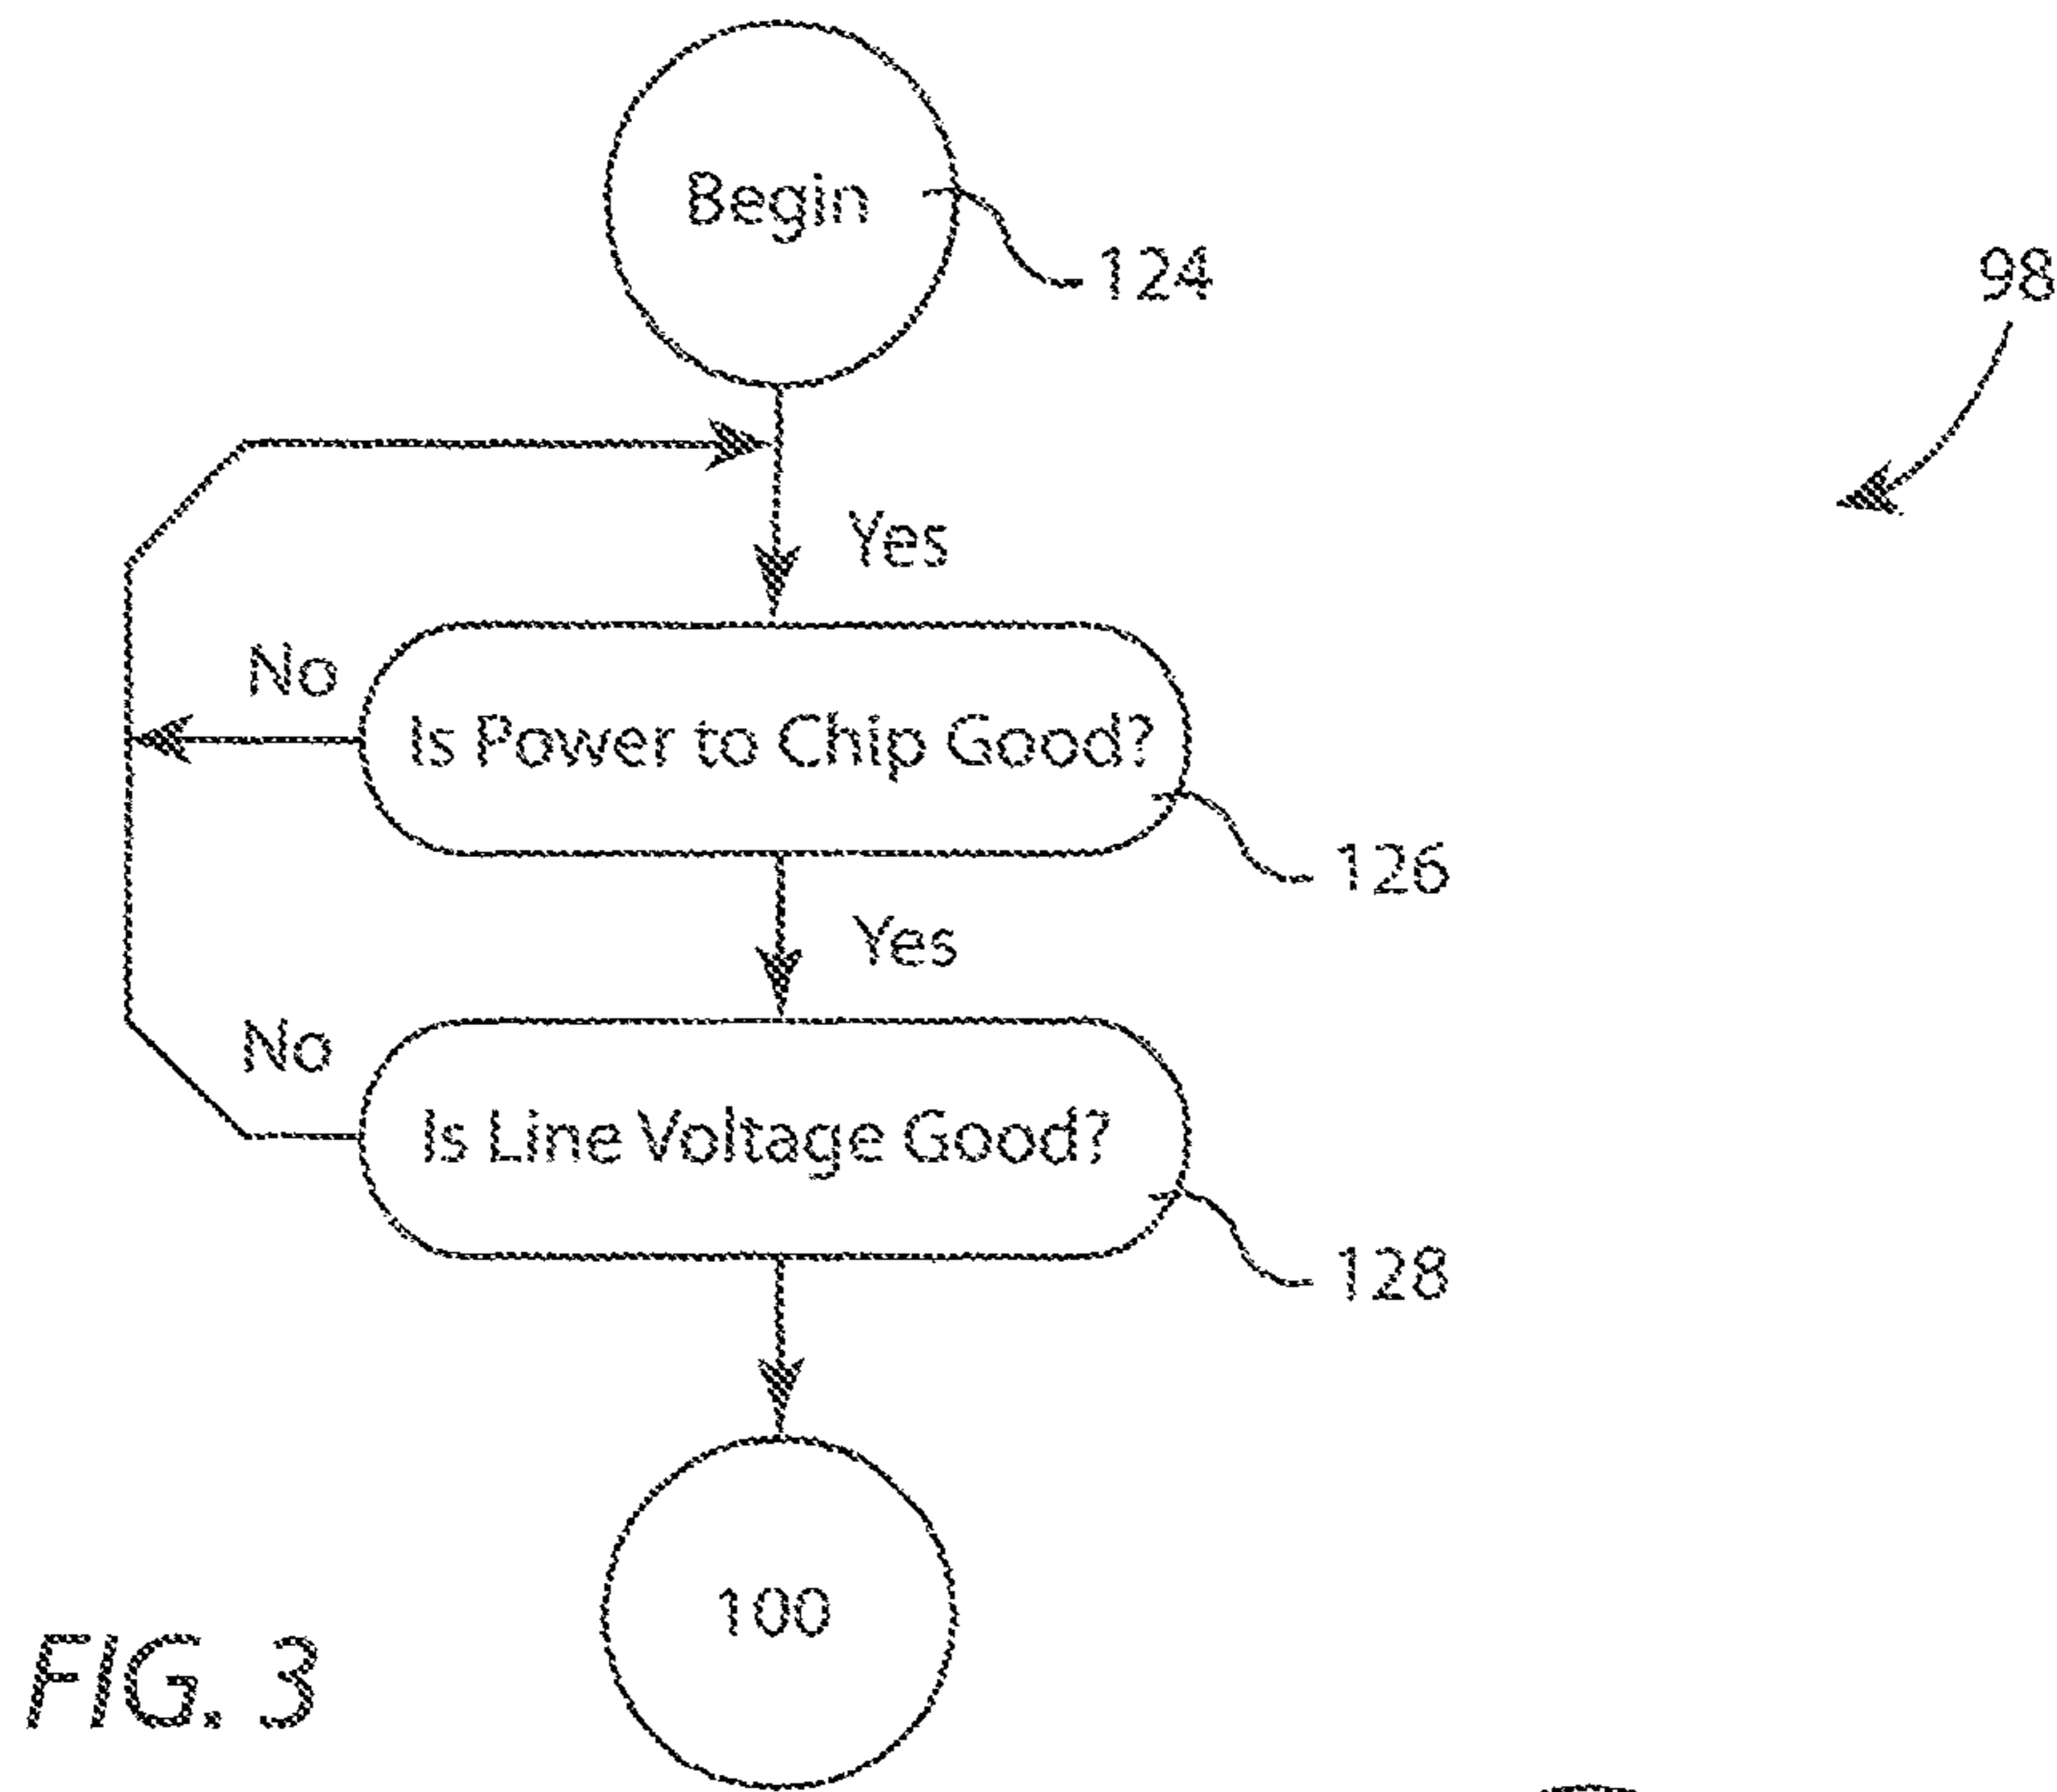 Begin
124
98
Yes
No
Is Power to Chip Good?
126
Yes
No
Is Line Voltage Good?
128
100
FIG. 3